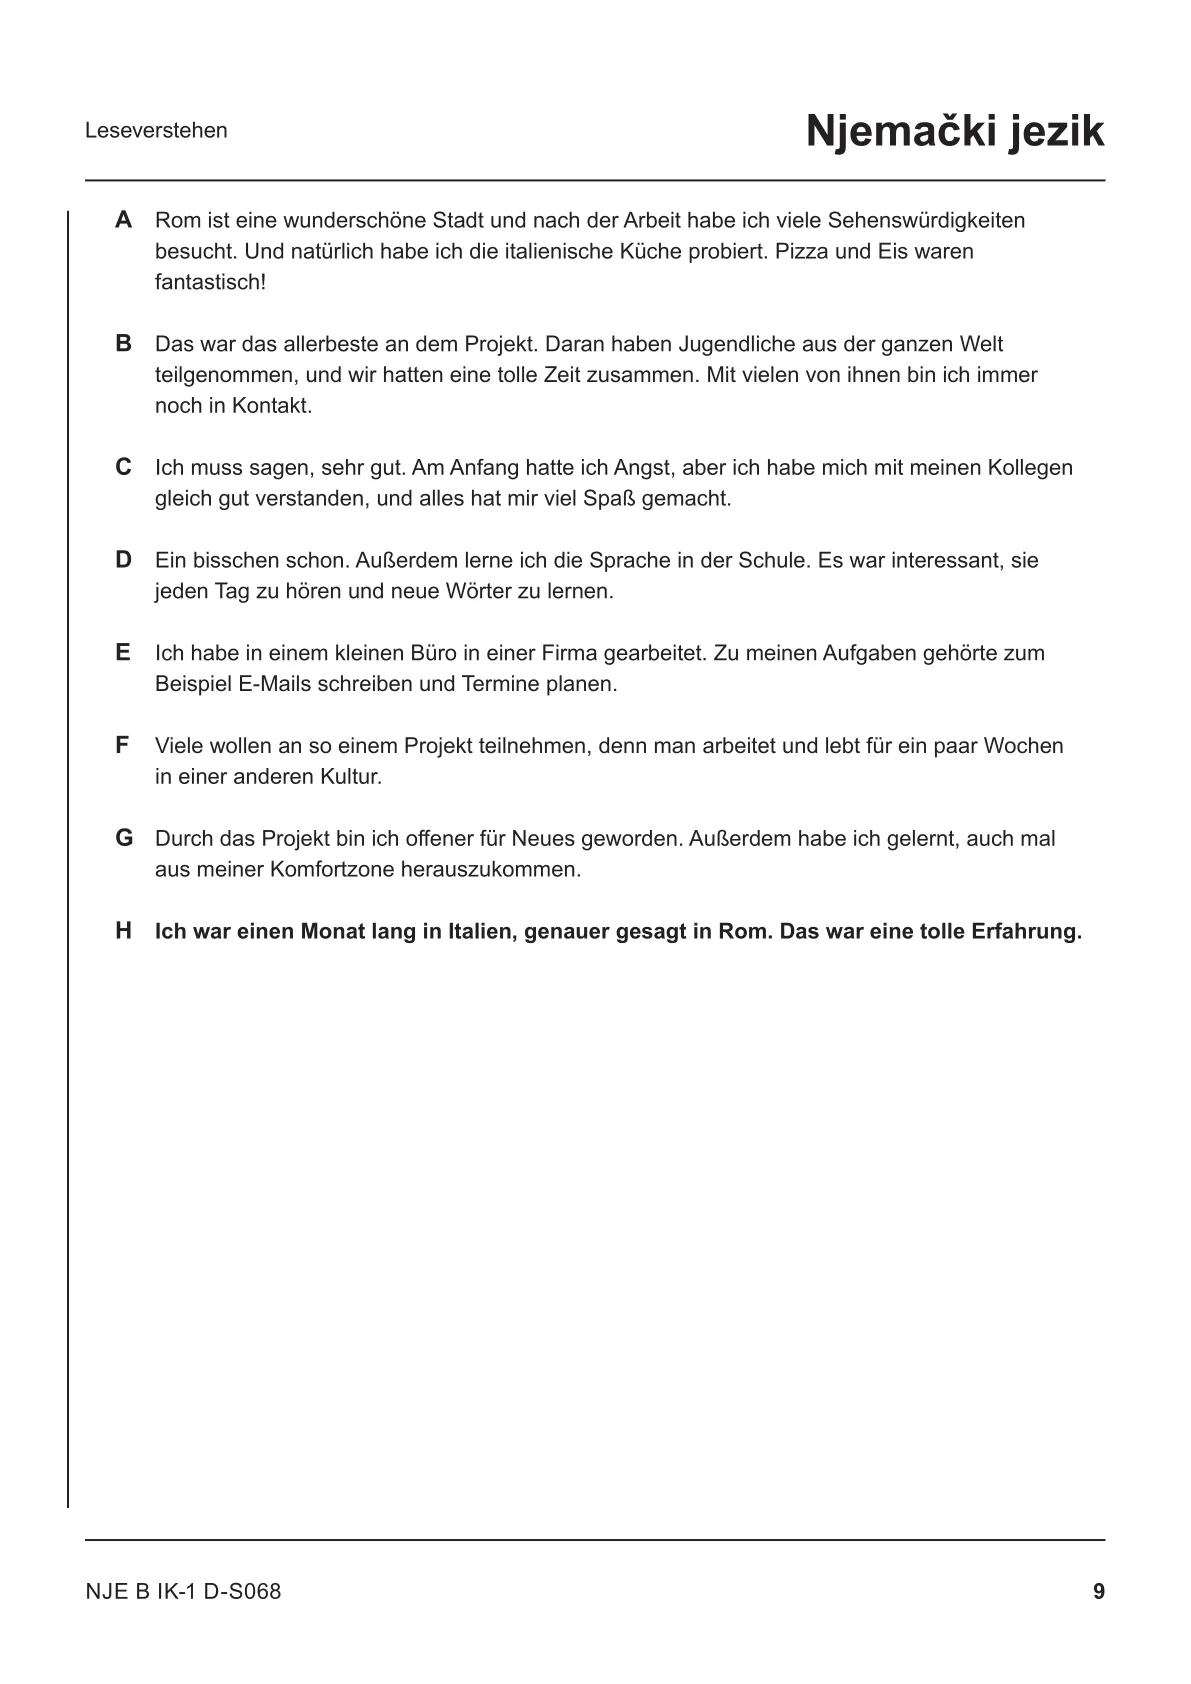 Leseverstehen
Njemački jezik
A Rom ist eine wunderschöne Stadt und nach der Arbeit habe ich viele Sehenswürdigkeiten
besucht. Und natürlich habe ich die italienische Küche probiert. Pizza und Eis waren
fantastisch!
B Das war das allerbeste an dem Projekt. Daran haben Jugendliche aus der ganzen Welt
teilgenommen, und wir hatten eine tolle Zeit zusammen. Mit vielen von ihnen bin ich immer
noch in Kontakt.
C Ich muss sagen, sehr gut. Am Anfang hatte ich Angst, aber ich habe mich mit meinen Kollegen
gleich gut verstanden, und alles hat mir viel Spaß gemacht.
D Ein bisschen schon. Außerdem lerne ich die Sprache in der Schule. Es war interessant, sie
jeden Tag zu hören und neue Wörter zu lernen.
E Ich habe in einem kleinen Büro in einer Firma gearbeitet. Zu meinen Aufgaben gehörte zum
Beispiel E-Mails schreiben und Termine planen.
F Viele wollen an so einem Projekt teilnehmen, denn man arbeitet und lebt für ein paar Wochen
in einer anderen Kultur.
G Durch das Projekt bin ich offener für Neues geworden. Außerdem habe ich gelernt, auch mal
aus meiner Komfortzone herauszukommen.
H Ich war einen Monat lang in Italien, genauer gesagt in Rom. Das war eine tolle Erfahrung.
NJE B IK-1 D-S068
9